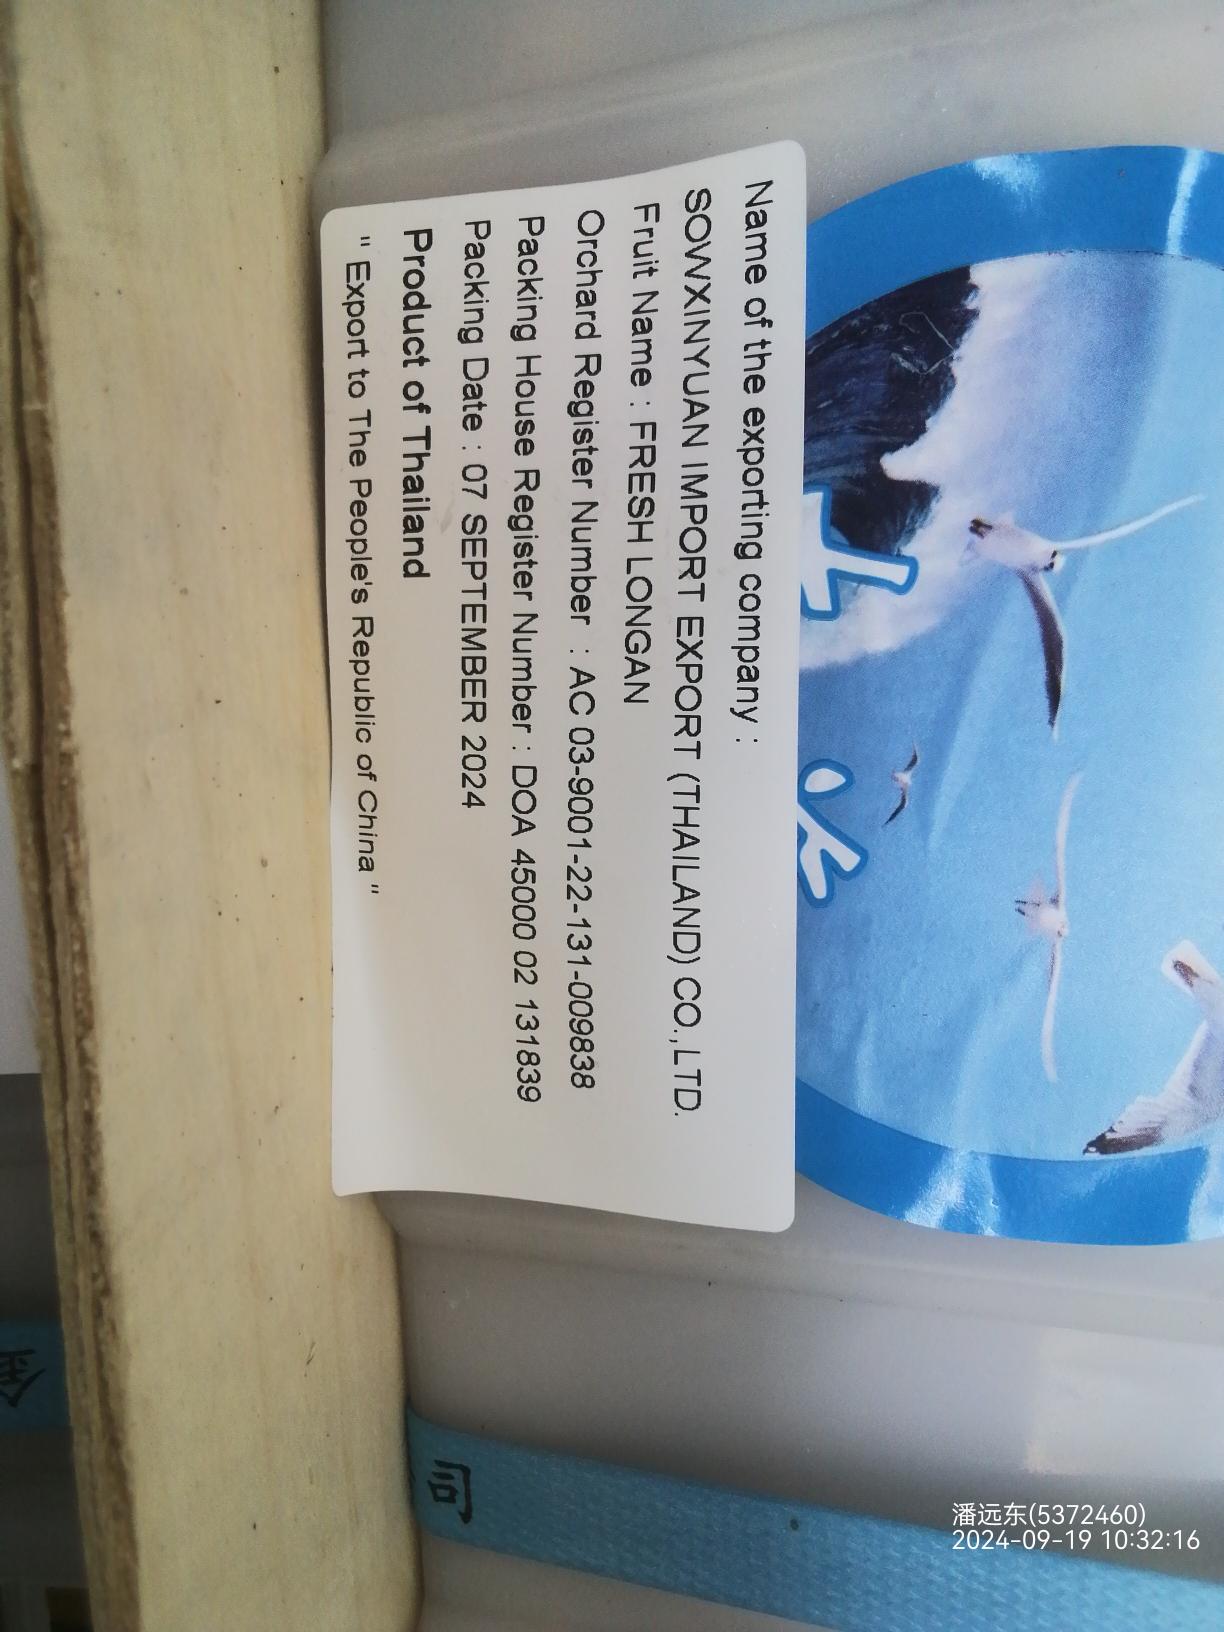 Name of the exporting company :
SOWXINYUAN IMPORT EXPORT (THAILAND) CO.,LTD.
Fruit Name : FRESH LONGAN
Orchard Register Number : AC 03-9001-22-131-009838
Packing House Register Number : DOA 45000 02 131839
Packing Date : 07 SEPTEMBER 2024
Product of Thailand
" Export to The People's Republic of China "
潘远东(5372460)
2024-09-19 10:32:16